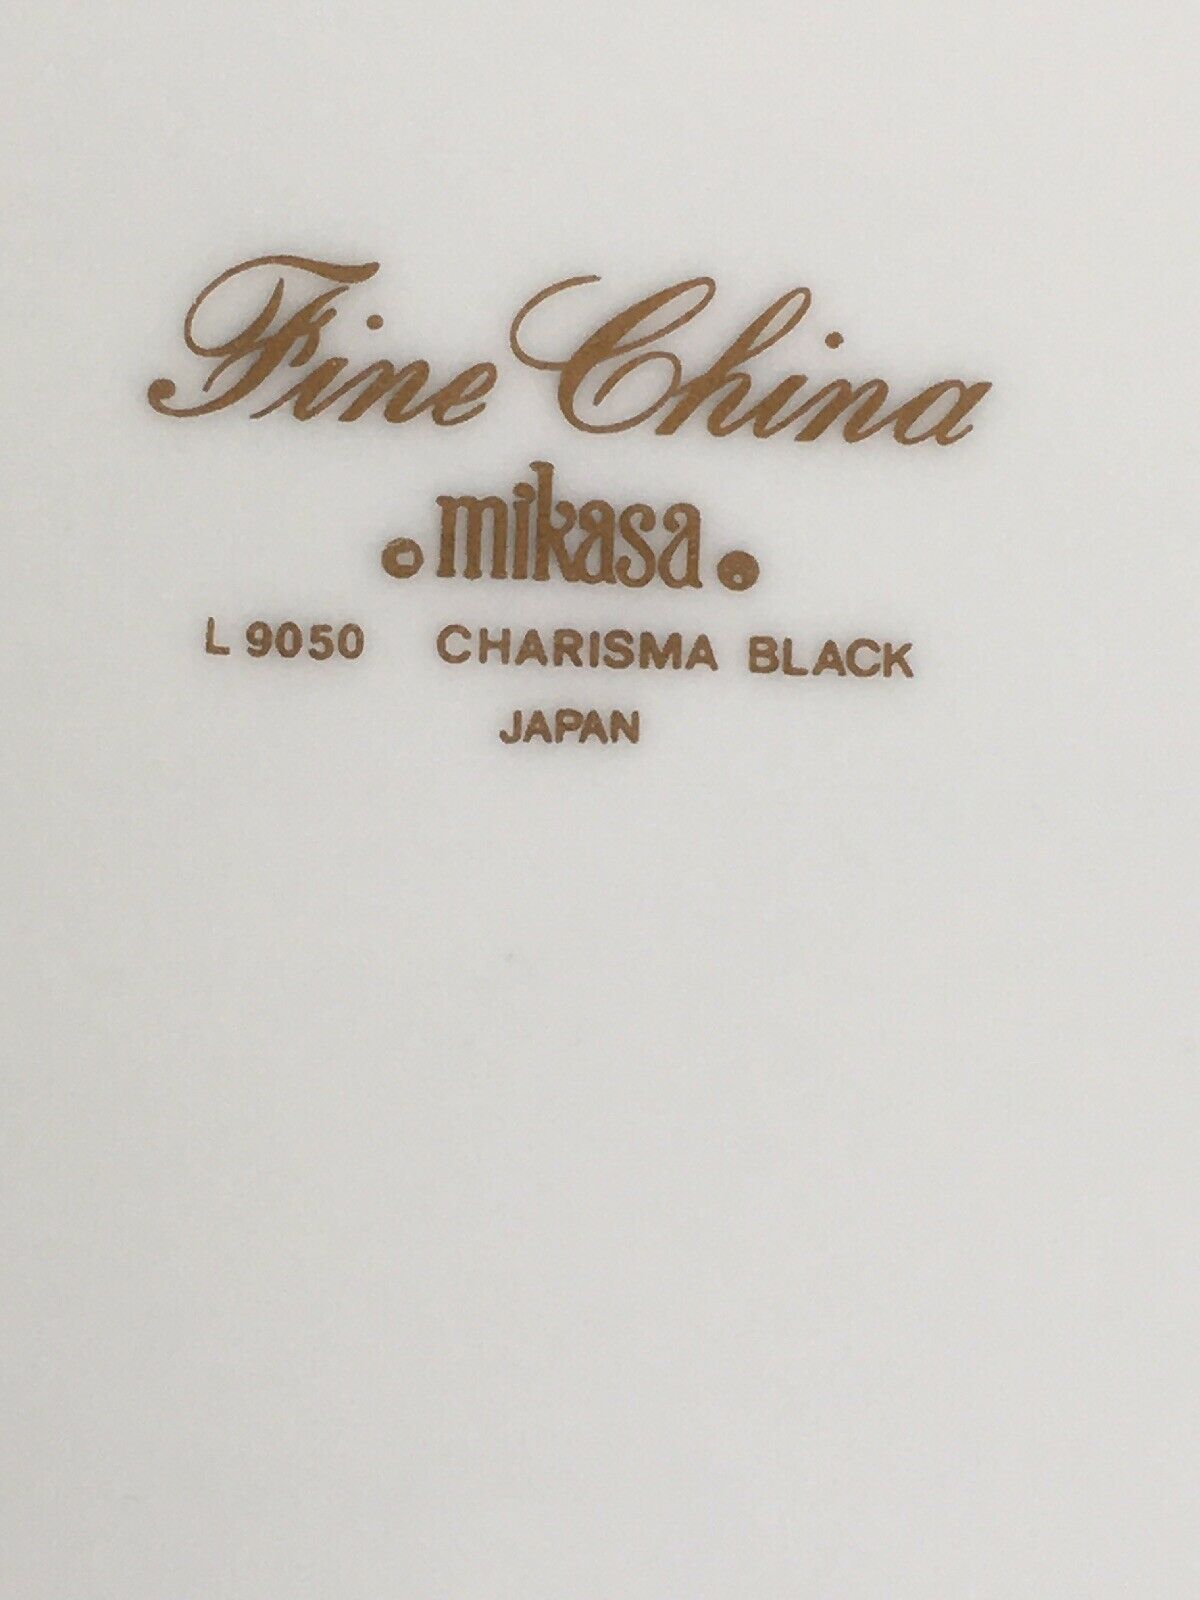 Fine China
© mikasa ®
L 9050 CHARISMA BLACK
JAPAN